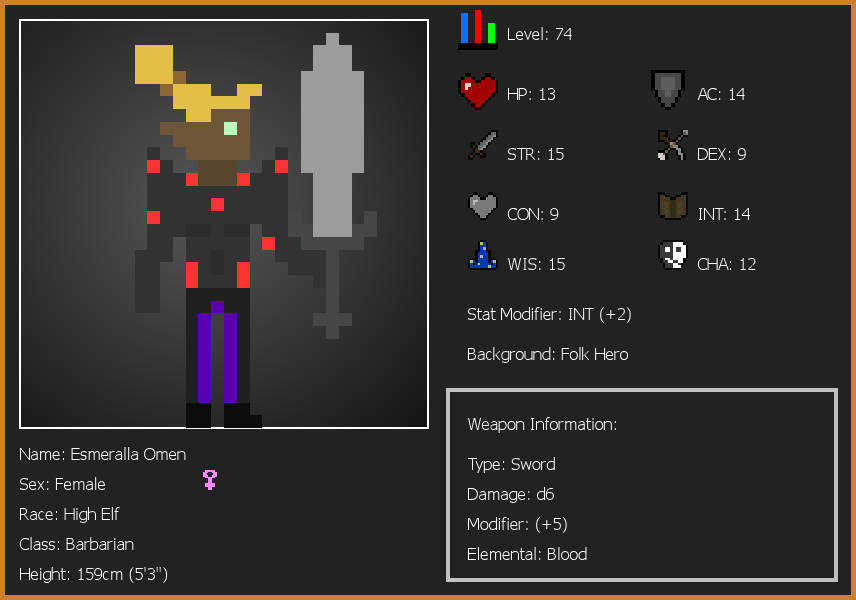 Level: 74
HP: 13
AC: 14
STR: 15
DEX: 9
CON: 9
INT: 14
WIS: 15
CHA: 12
Stat Modifier: INT (+2)
Background: Folk Hero
Weapon Information:
Type: Sword
Damage: d6
Modifier: (+5)
Elemental: Blood
Name: Esmeralla Omen
Sex: Female
Race: High Elf
Class: Barbarian
Height: 159cm (5'3")